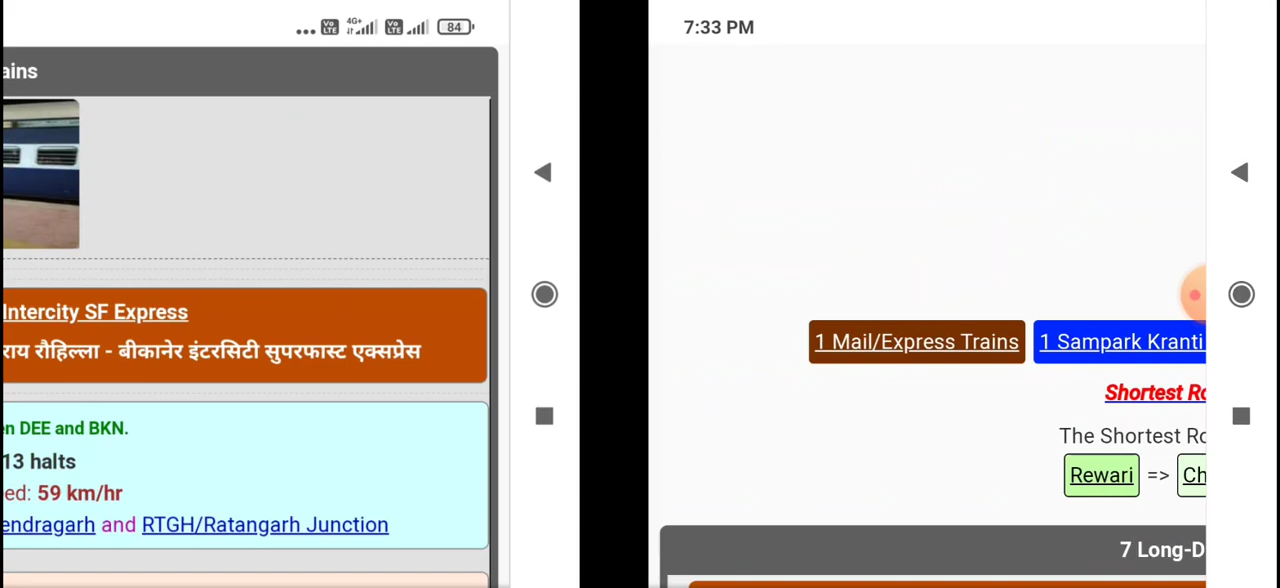 84
ains
Intercity SF Express
राय रौहिल्ला - बीकानेर इंटरसिटी सुपरफास्ट एक्सप्रेस
en DEE and BKN.
13 halts
ed: 59 km/hr
endragarh and RTGH/Ratangarh Junction
7:33 PM
1 Mail/Express Trains
1 Sampark Kranti
Shortest Ro
The Shortest Ro
Rewari => Ch
7 Long-D